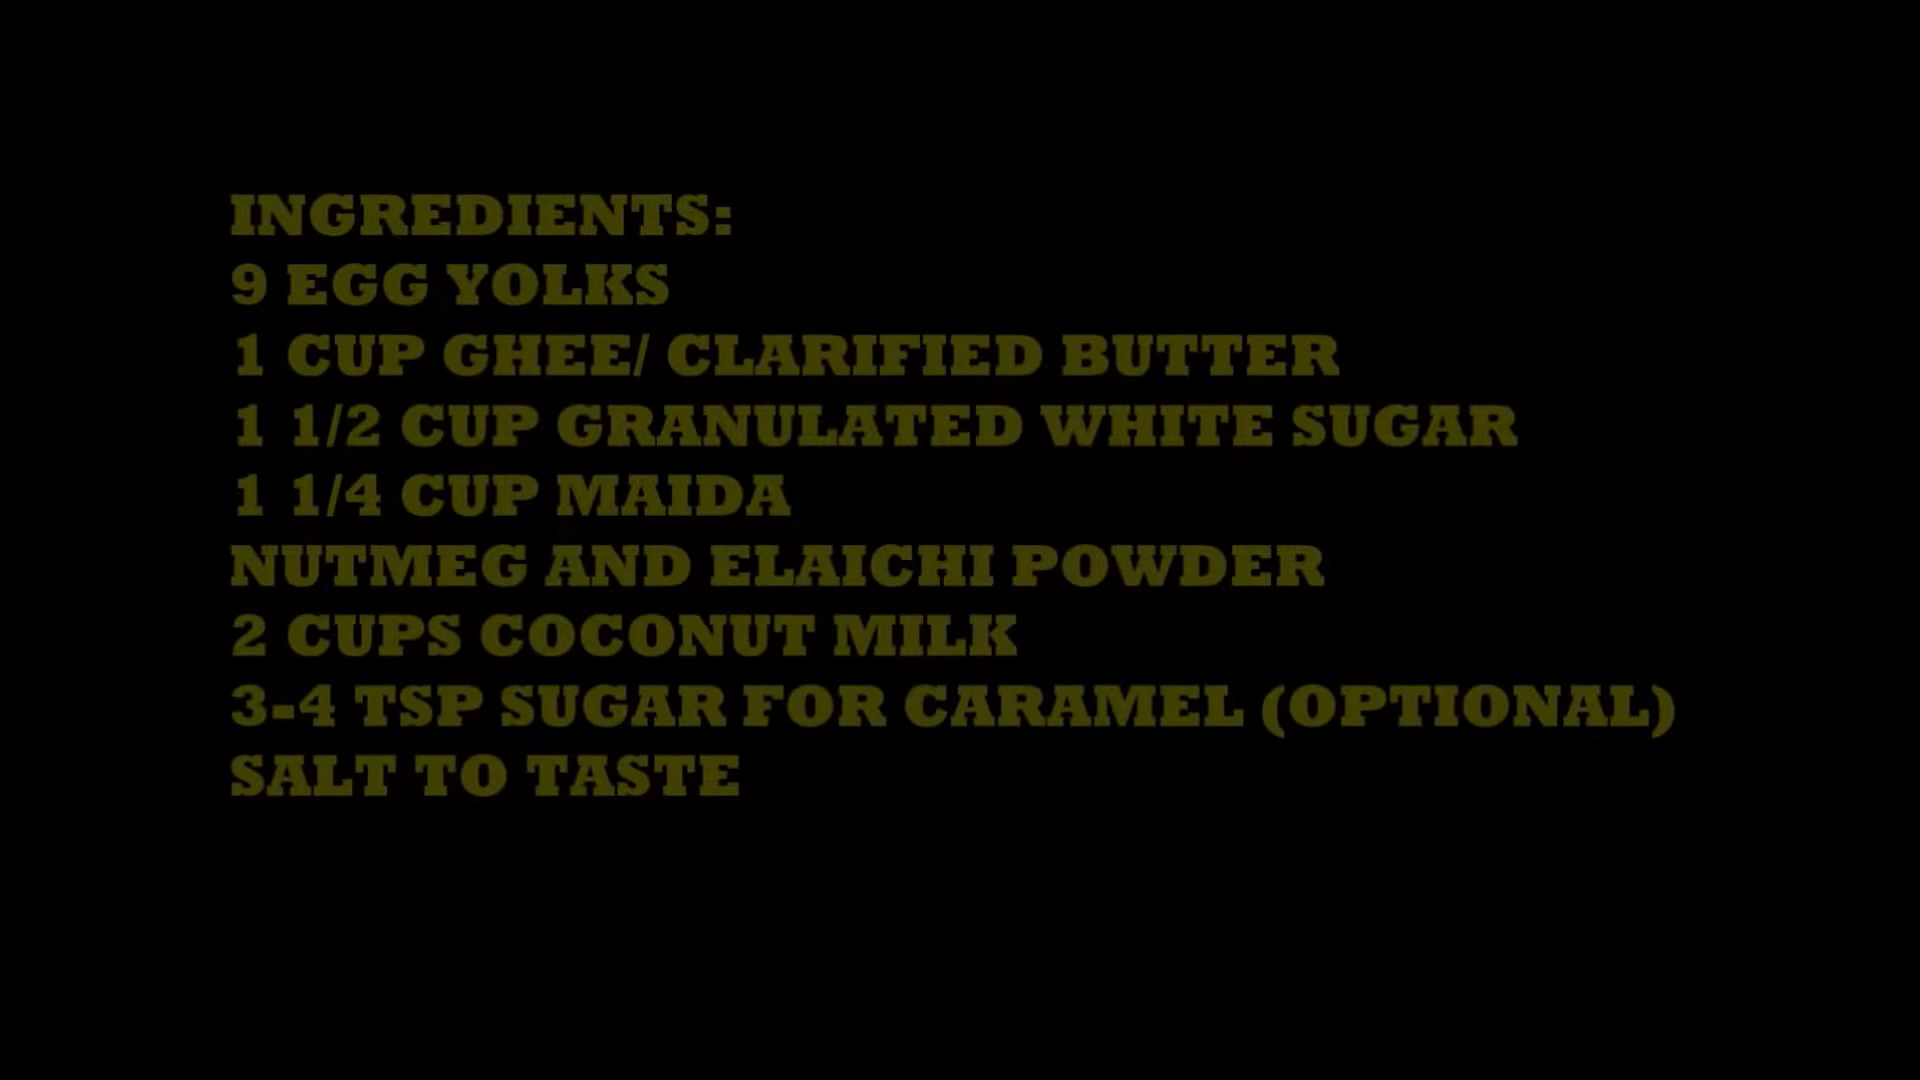 INGREDIENTS:
9 EGG YOLKS
1 CUP GHEE/ CLARIFIED BUTTER
1 1/2 CUP GRANULATED WHITE SUGAR
1 1/4 CUP MAIDA
NUTMEG AND ELAICHI POWDER
2 CUPS COCONUT MILK
3-4 TSP SUGAR FOR CARAMEL (OPTIONAL)
SALT TO TASTE